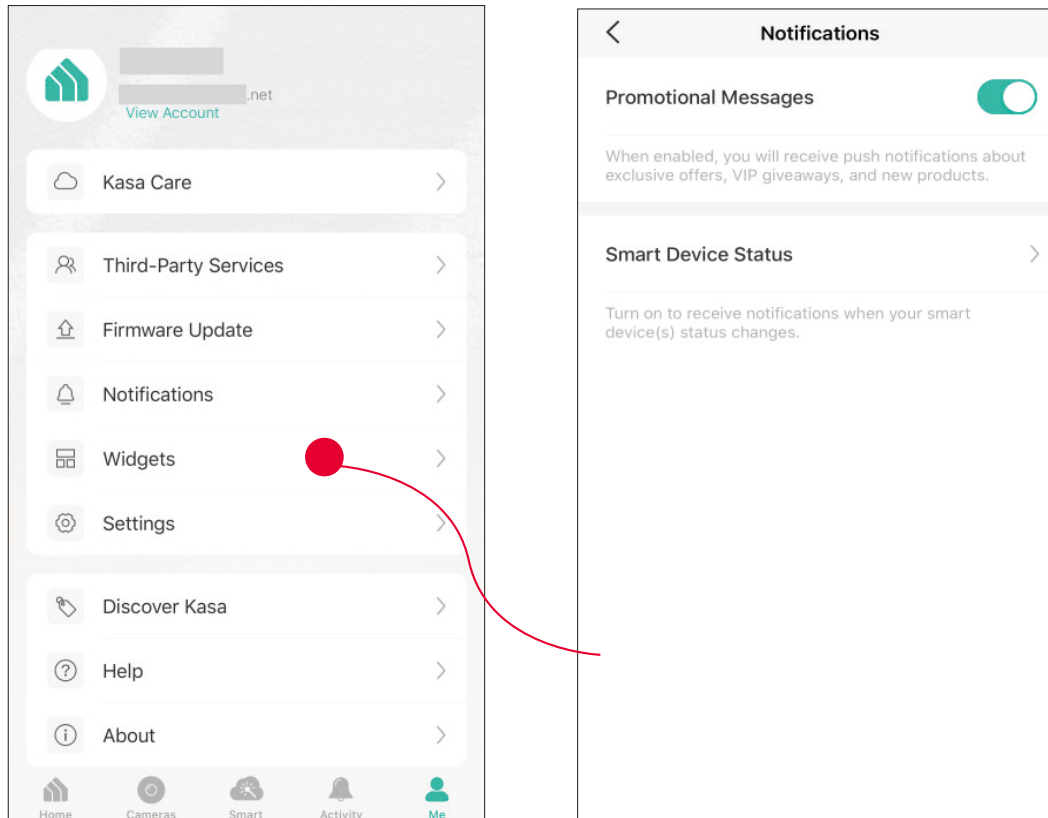 .net
View Account
Kasa Care
Third-Party Services
Firmware Update
Notifications
Widgets
Settings
Discover Kasa
Help
About
Home Cameras Smart Activity Me
Notifications
Promotional Messages
When enabled, you will receive push notifications about
exclusive offers, VIP giveaways, and new products.
Smart Device Status
Turn on to receive notifications when your smart
device(s) status changes.